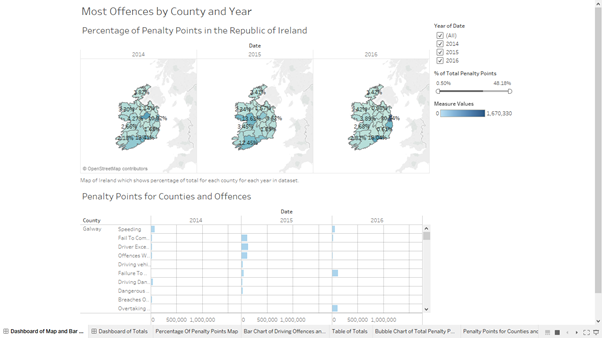 Most Offences by County and Year
Percentage of Penalty Points in the Republic of Ireland
Date
2014 2015 2016
© OpenStreetMap contributors
Map of Ireland which shows percentage of total for each county for each year in dataset.
Year of Date
(All)
2014
2015
2016
% of Total Penalty Points
0.50% 48.18%
Measure Values
0 1,670,330
Penalty Points for Counties and Offences
Date
County 2014 2015 2016
Galway Speeding
Fail To Com..
Driver Exce..
Offences W..
Driving vehi..
Failure To ..
Driving Dan..
Dangerous ..
Breaches O..
Overtaking
0 500,000 1,000,000 0 500,000 1,000,000 0 500,000 1,000,000
Dashboard of Map and Bar ... Dashboard of Totals Percentage Of Penalty Points Map Bar Chart of Driving Offences an... Table of Totals Bubble Chart of Total Penalty P... Penalty Points for Counties and